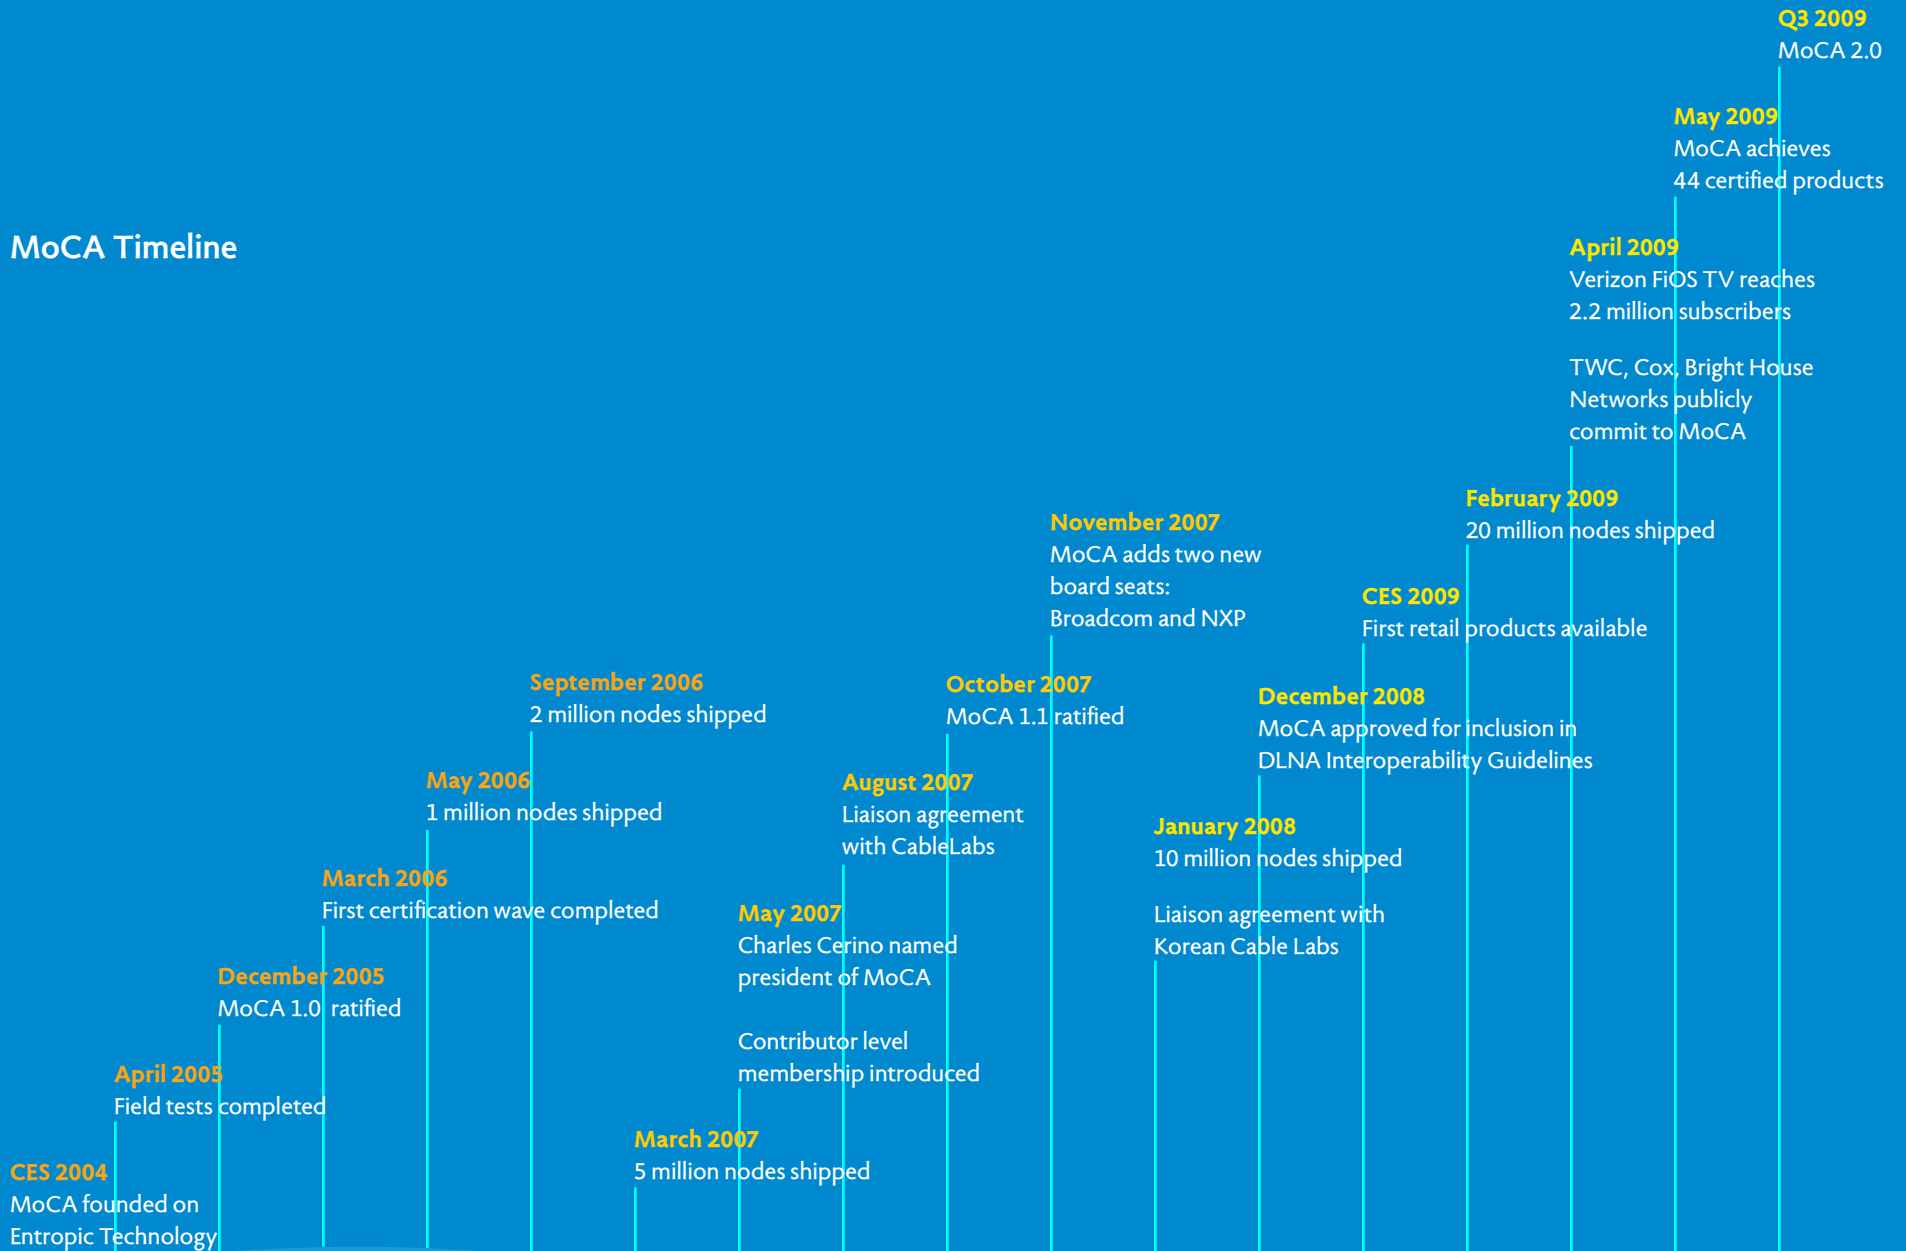 MoCA Timeline
CES 2004
MoCA founded on
Entropic Technology
April 2005
Field tests completed
December 2005
MoCA 1.0 ratified
March 2006
First certification wave completed
May 2006
1 million nodes shipped
September 2006
2 million nodes shipped
March 2007
5 million nodes shipped
May 2007
Charles Cerino named
president of MoCA
Contributor level
membership introduced
August 2007
Liaison agreement
with CableLabs
October 2007
MoCA 1.1 ratified
November 2007
MoCA adds two new
board seats:
Broadcom and NXP
January 2008
10 million nodes shipped
Liaison agreement with
Korean Cable Labs
December 2008
MoCA approved for inclusion in
DLNA Interoperability Guidelines
CES 2009
First retail products available
February 2009
20 million nodes shipped
April 2009
Verizon FiOS TV reaches
2.2 million subscribers
TWC, Cox, Bright House
Networks publicly
commit to MoCA
May 2009
MoCA achieves
44 certified products
Q3 2009
MoCA 2.0